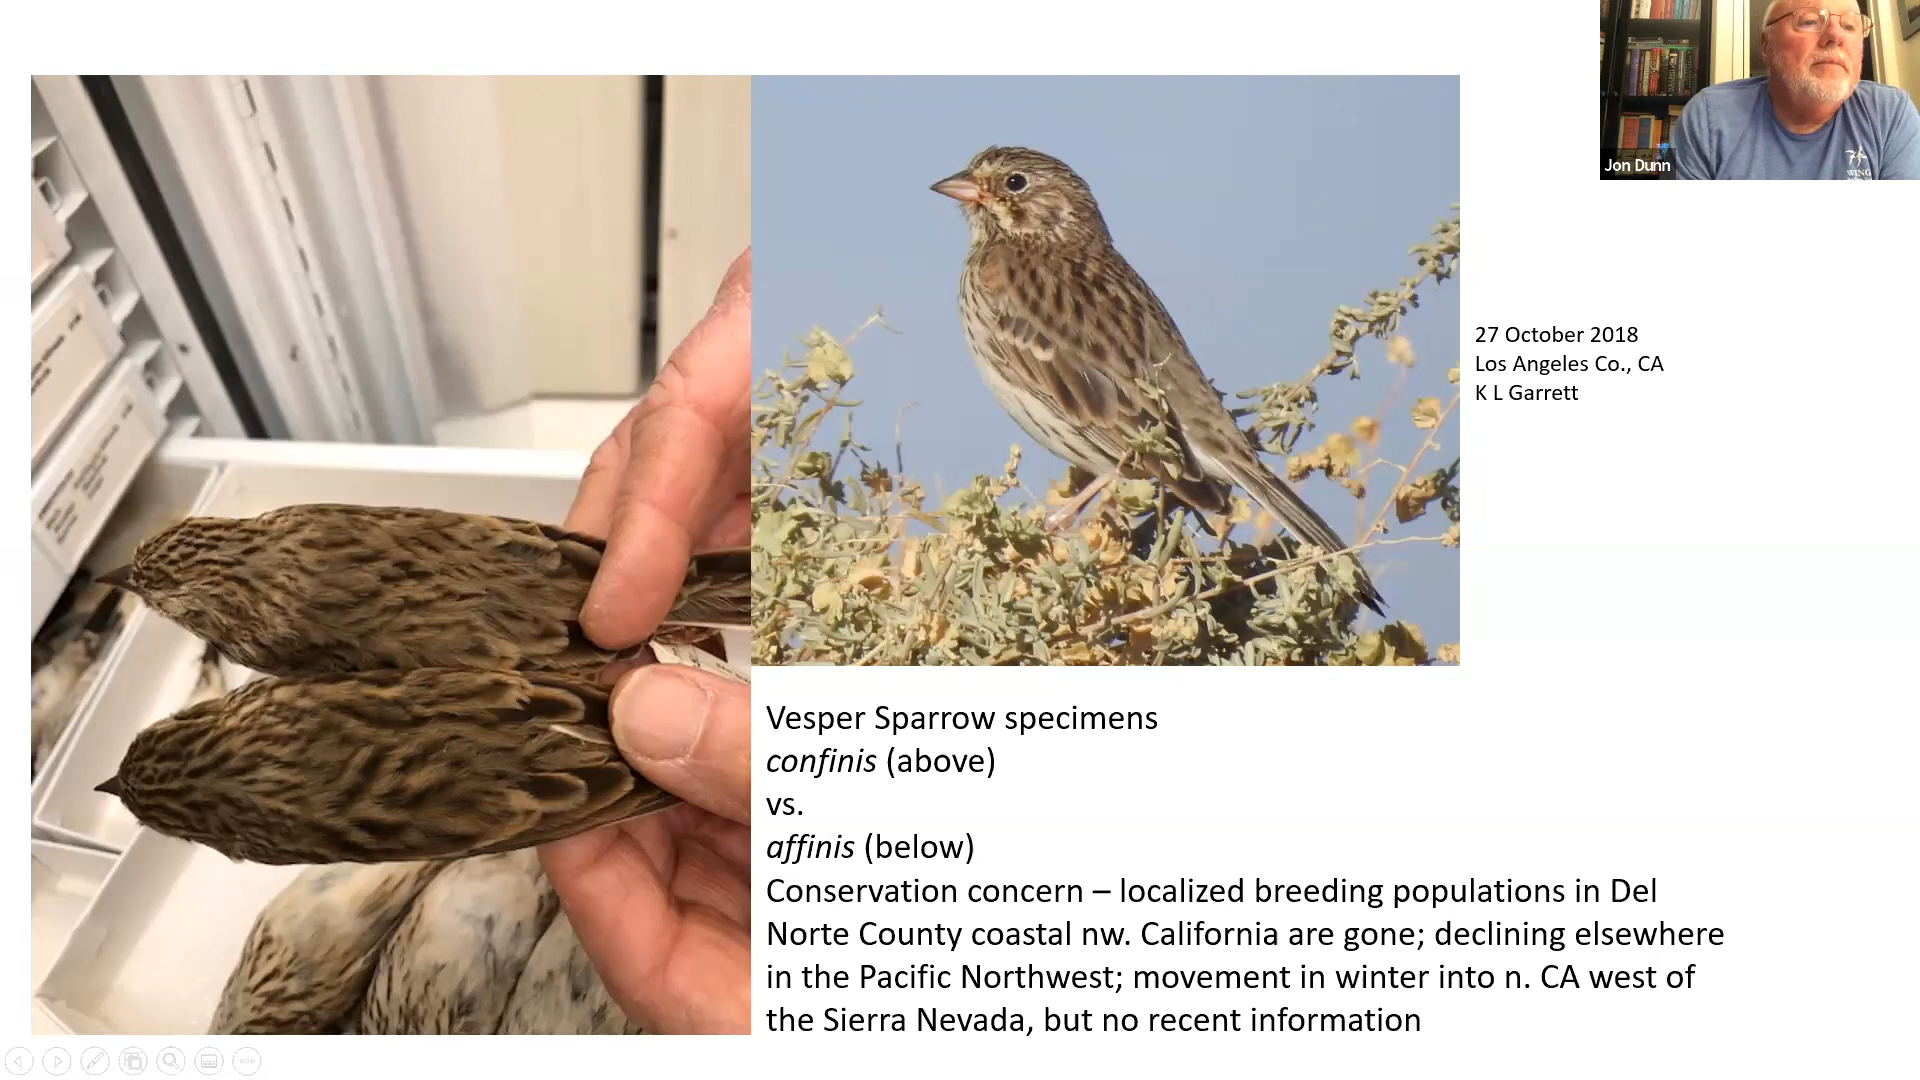 Jon Dunn
WING
27 October 2018
Los Angeles Co., CA
K L Garrett
Vesper Sparrow specimens
confinis (above)
vs.
affinis (below)
Conservation concern – localized breeding populations in Del
Norte County coastal nw. California are gone; declining elsewhere
in the Pacific Northwest; movement in winter into n. CA west of
the Sierra Nevada, but no recent information